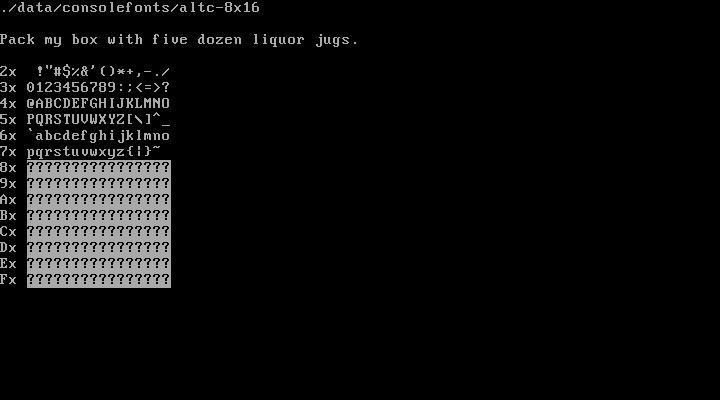 ./data/consolefonts/altc-8x16
Pack my box with five dozen liquor jugs.
2x  !"#$%&'()*+,-./
3x 0123456789:;<=>?
4x @ABCDEFGHIJKLMNO
5x PQRSTUVWXYZ[\]^_
6x `abcdefghijklmno
7x pqrstuvwxyz{|}~
8x ????????????????
9x ????????????????
Ax ????????????????
Bx ????????????????
Cx ????????????????
Dx ????????????????
Ex ????????????????
Fx ????????????????